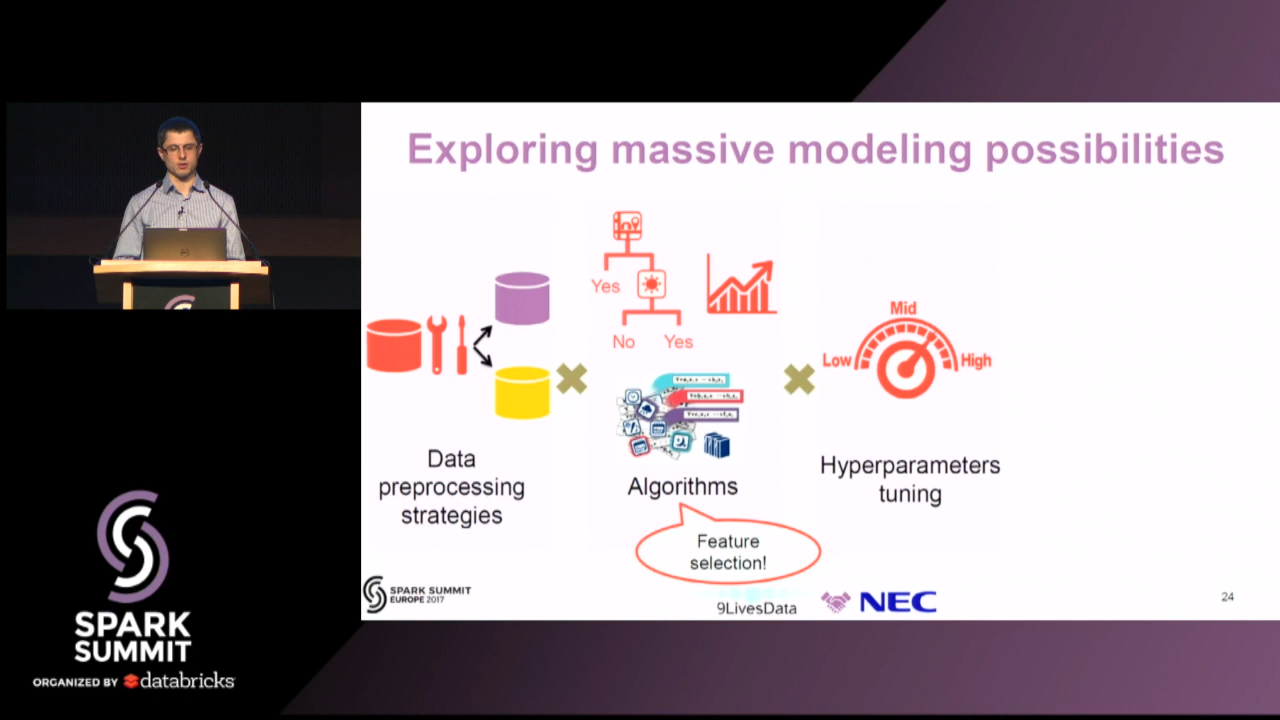 Exploring massive modeling possibilities
Yes
No Yes
Low
Mid
High
Data
preprocessing
strategies
Algorithms
Hyperparameters
tuning
Feature
selection!
SPARK SUMMIT
EUROPE 2017
9LivesData
NEC
24
SPARK
SUMMIT
ORGANIZED BY databricks